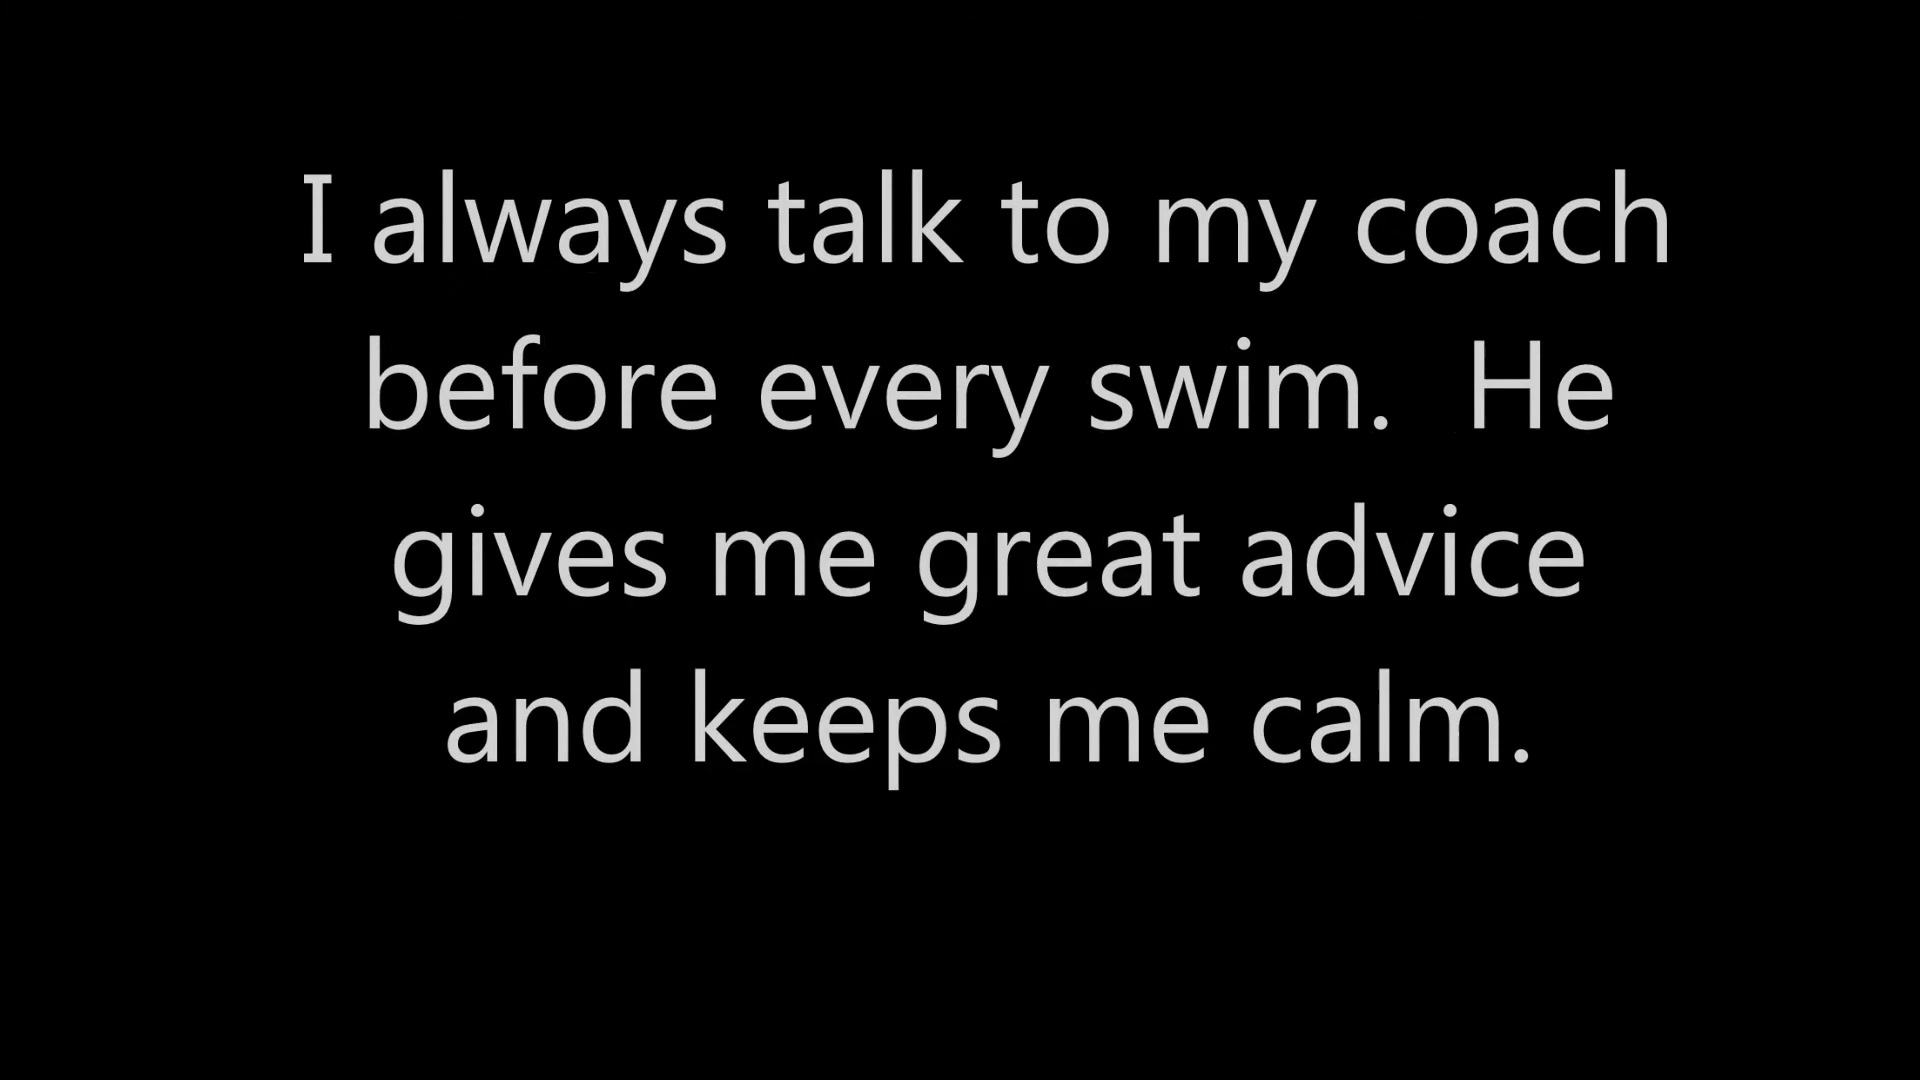 I always talk to my coach
before every swim.  He
gives me great advice
and keeps me calm.